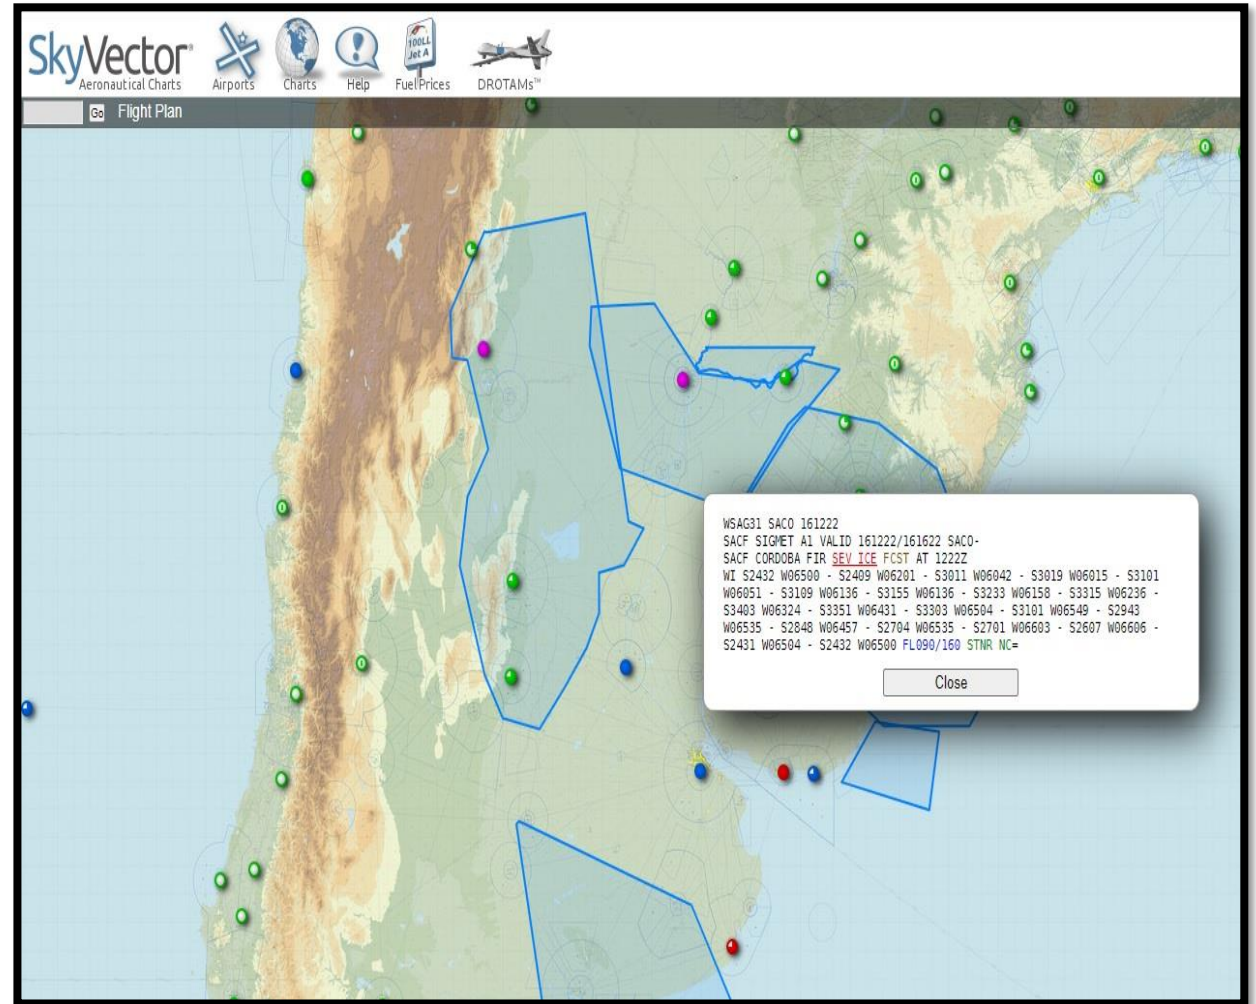 SkyVector®
Aeronautical Charts
Airports
Charts
Help
100LL
Jet A
Fuel Prices
DROTAMs™
Go
Flight Plan
WSAG31 SACO 161222
SACF SIGMET A1 VALID 161222/161622 SACO-
SACF CORDOBA FIR SEV ICE FCST AT 1222Z
WI S2432 W06500 - S2409 W06201 - S3011 W06042 - S3019 W06015 - S3101
W06051 - S3109 W06136 - S3155 W06136 - S3233 W06158 - S3315 W06236 -
S3403 W06324 - S3351 W06431 - S3303 W06504 - S3101 W06549 - S2943
W06535 - S2848 W06457 - S2704 W06535 - S2701 W06603 - S2607 W06606 -
S2431 W06504 - S2432 W06500 FL090/160 STNR NC=
Close